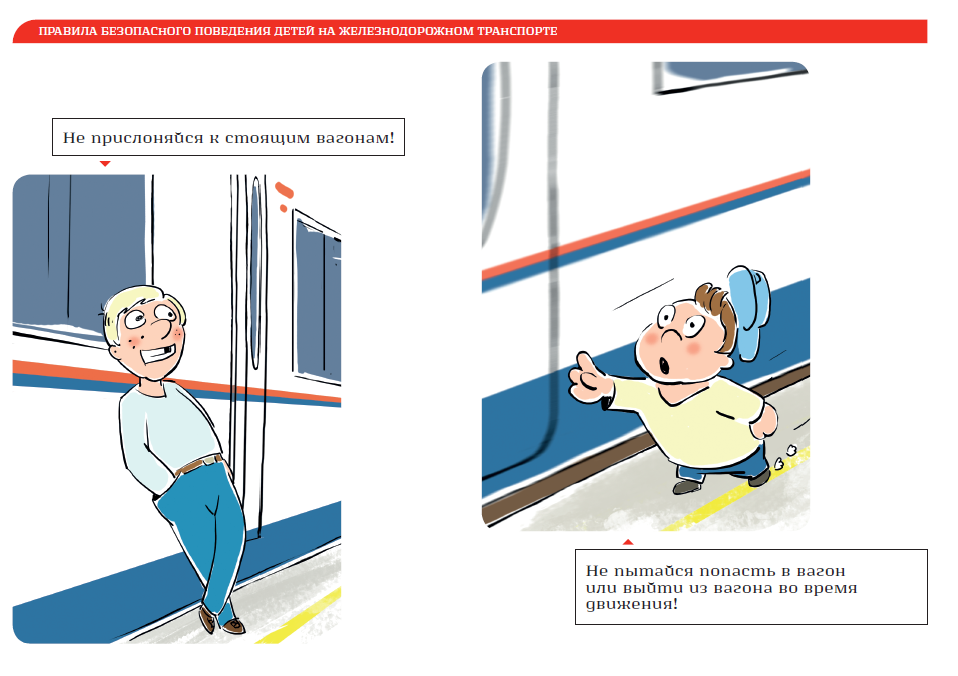 ПРАВИЛА БЕЗОПАСНОГО ПОВЕДЕНИЯ ДЕТЕЙ НА ЖЕЛЕЗНОДОРОЖНОМ ТРАНСПОРТЕ
Не прислоняйся к стоящим вагонам!
Не пытайся попасть в вагон
или выйти из вагона во время
движения!